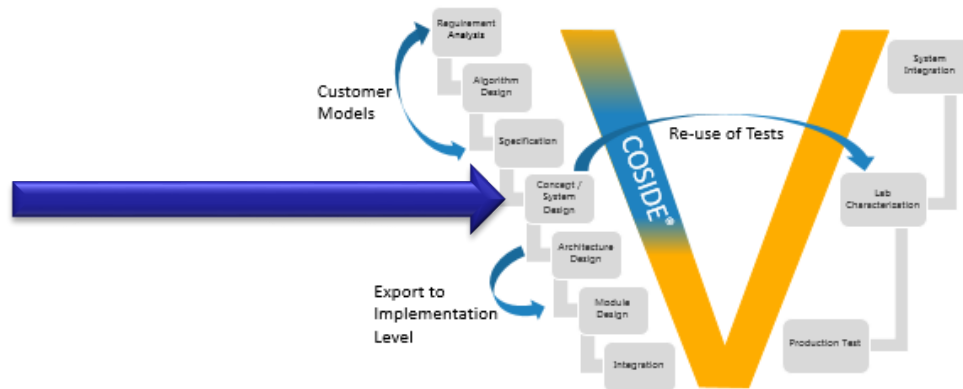 Requirement
Analysis
Algorithm
Design
Customer
Models
Specification
Concept /
System
Design
Architecture
Design
Export to
Implementation
Level
Module
Design
Integration
COSIDE®
Re-use of Tests
System
Integration
Lab
Characterization
Production Test